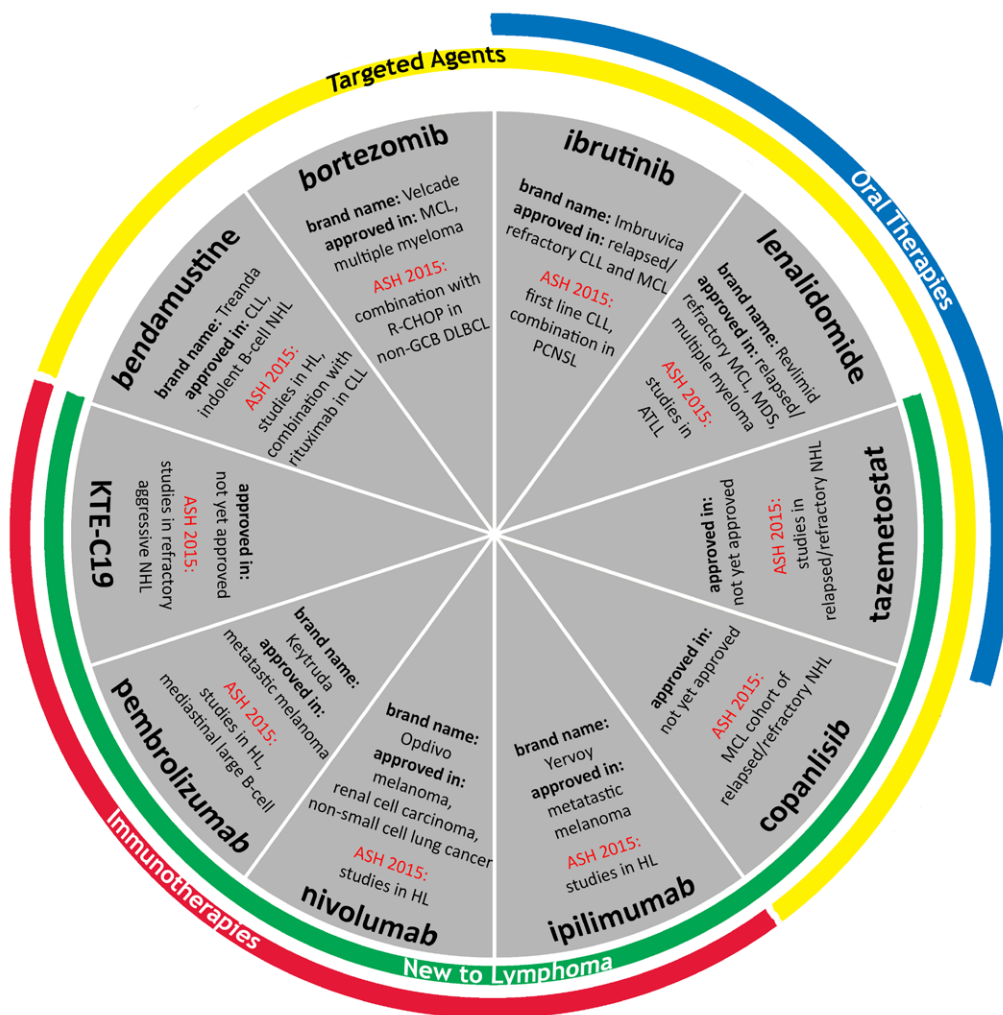 Targeted Agents
Oral Therapies
Immunotherapies
New to Lymphoma
ibrutinib
brand name: Imbruvica
approved in: relapsed/
refractory CLL and MCL
ASH 2015:
first line CLL,
combination in
PCNSL
lenalidomide
brand name: Revlimid
approved in: relapsed/
refractory MCL, MDS,
multiple myeloma
ASH 2015:
studies in
ATLL
tazemetostat
approved in:
not yet approved
ASH 2015:
studies in
relapsed/refractory NHL
copanlisib
approved in:
not yet approved
ASH 2015:
MCL cohort of
relapsed/refractory NHL
brand name:
Yervoy
approved in:
metatastic
melanoma
ASH 2015:
studies in HL
ipilimumab
brand name:
Opdivo
approved in:
melanoma,
renal cell carcinoma,
non-small cell lung cancer
ASH 2015:
studies in HL
nivolumab
brand name:
Keytruda
approved in:
metatastic melanoma
ASH 2015:
studies in HL,
mediastinal large B-cell
pembrolizumab
KTE-C19
approved in:
not yet approved
ASH 2015:
studies in refractory
aggressive NHL
bendamustine
brand name: Treanda
approved in: CLL,
indolent B-cell NHL
ASH 2015:
studies in HL,
combination with
rituximab in CLL
bortezomib
brand name: Velcade
approved in: MCL,
multiple myeloma
ASH 2015:
combination with
R-CHOP in
non-GCB DLBCL